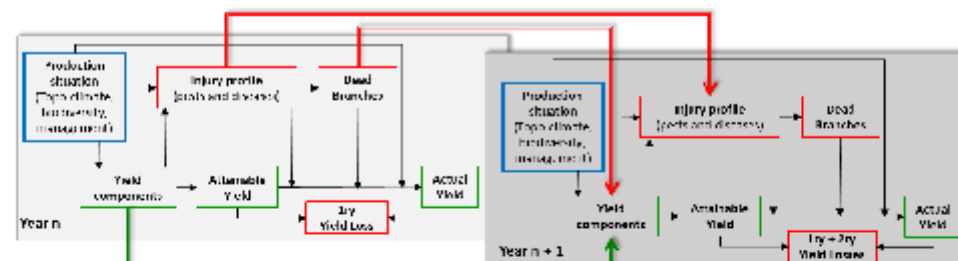 Production
situation
(Topo climate,
biodiversity,
management)
Injury profile
(pests and diseases)
Dead
Branches
Yield
components
Attainable
Yield
Actual
Yield
1ry
Yield Loss
Year n
Production
situation
(Topo climate,
biodiversity,
management)
Injury profile
(pests and diseases)
Dead
Branches
Yield
components
Attainable
Yield
Actual
Yield
1ry + 2ry
Yield Losses
Year n + 1